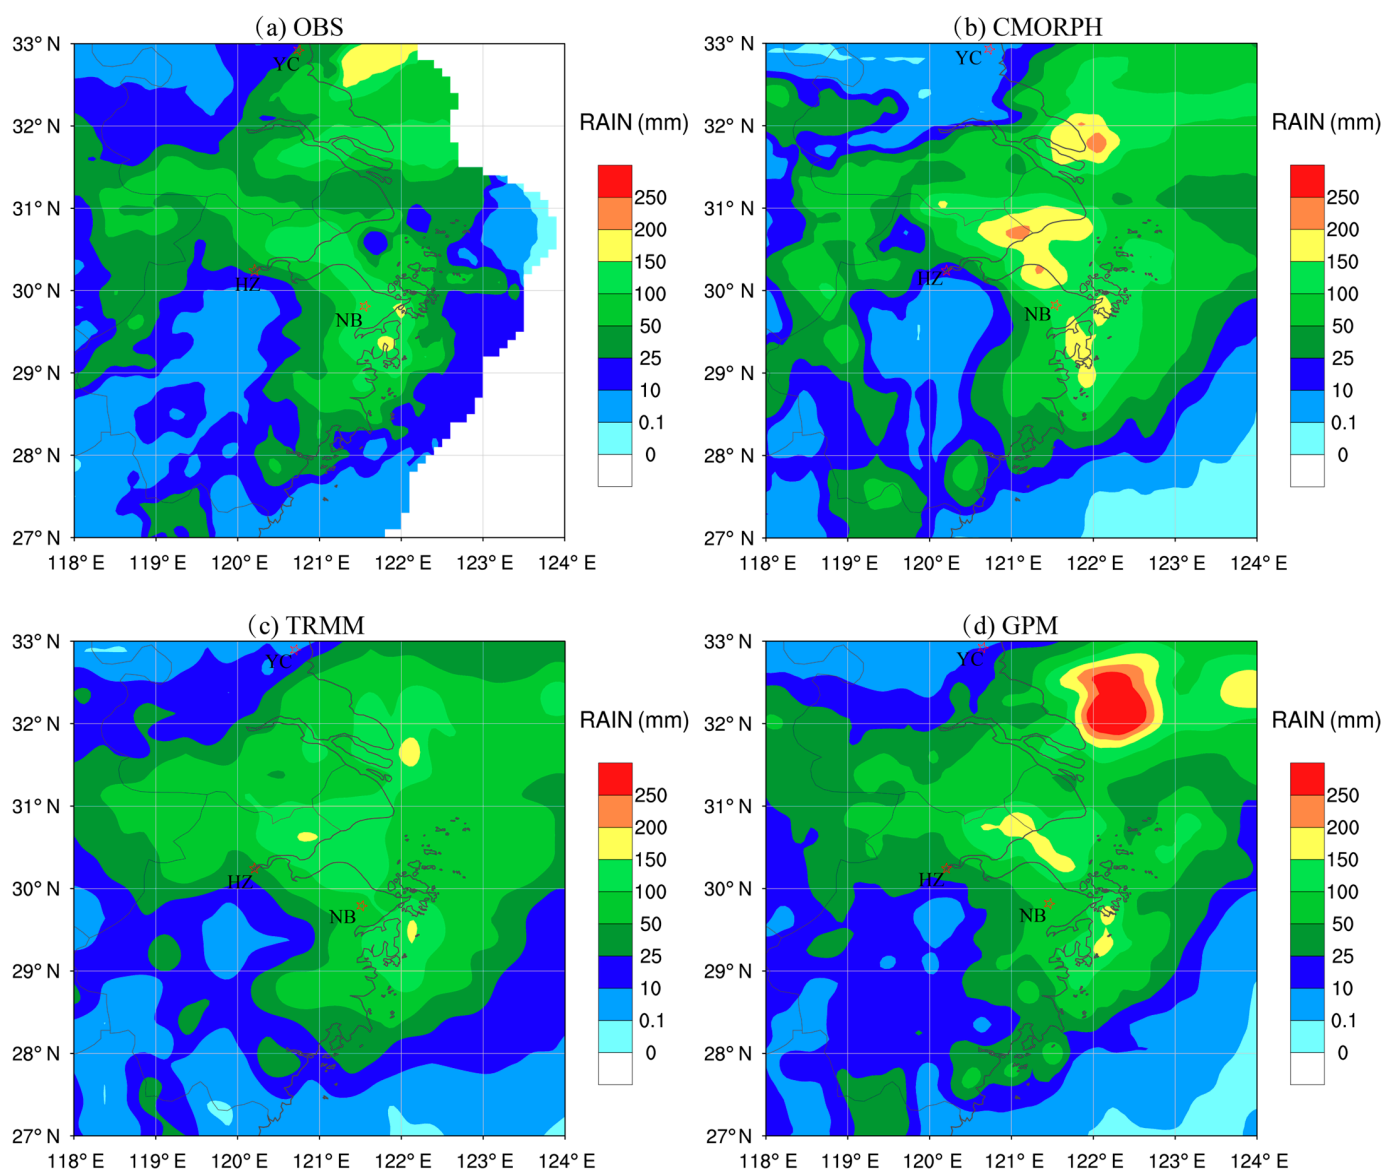 (a) OBS
33° N
32° N
31° N
30° N
29° N
28° N
27° N
118° E 119° E 120° E 121° E 122° E 123° E 124° E
YC
HZ
NB
RAIN (mm)
250
200
150
100
50
25
10
0.1
0
(b) CMORPH
33° N
32° N
31° N
30° N
29° N
28° N
27° N
118° E 119° E 120° E 121° E 122° E 123° E 124° E
YC
HZ
NB
RAIN (mm)
250
200
150
100
50
25
10
0.1
0
(c) TRMM
33° N
32° N
31° N
30° N
29° N
28° N
27° N
118° E 119° E 120° E 121° E 122° E 123° E 124° E
YC
HZ
NB
RAIN (mm)
250
200
150
100
50
25
10
0.1
0
(d) GPM
33° N
32° N
31° N
30° N
29° N
28° N
27° N
118° E 119° E 120° E 121° E 122° E 123° E 124° E
YC
HZ
NB
RAIN (mm)
250
200
150
100
50
25
10
0.1
0